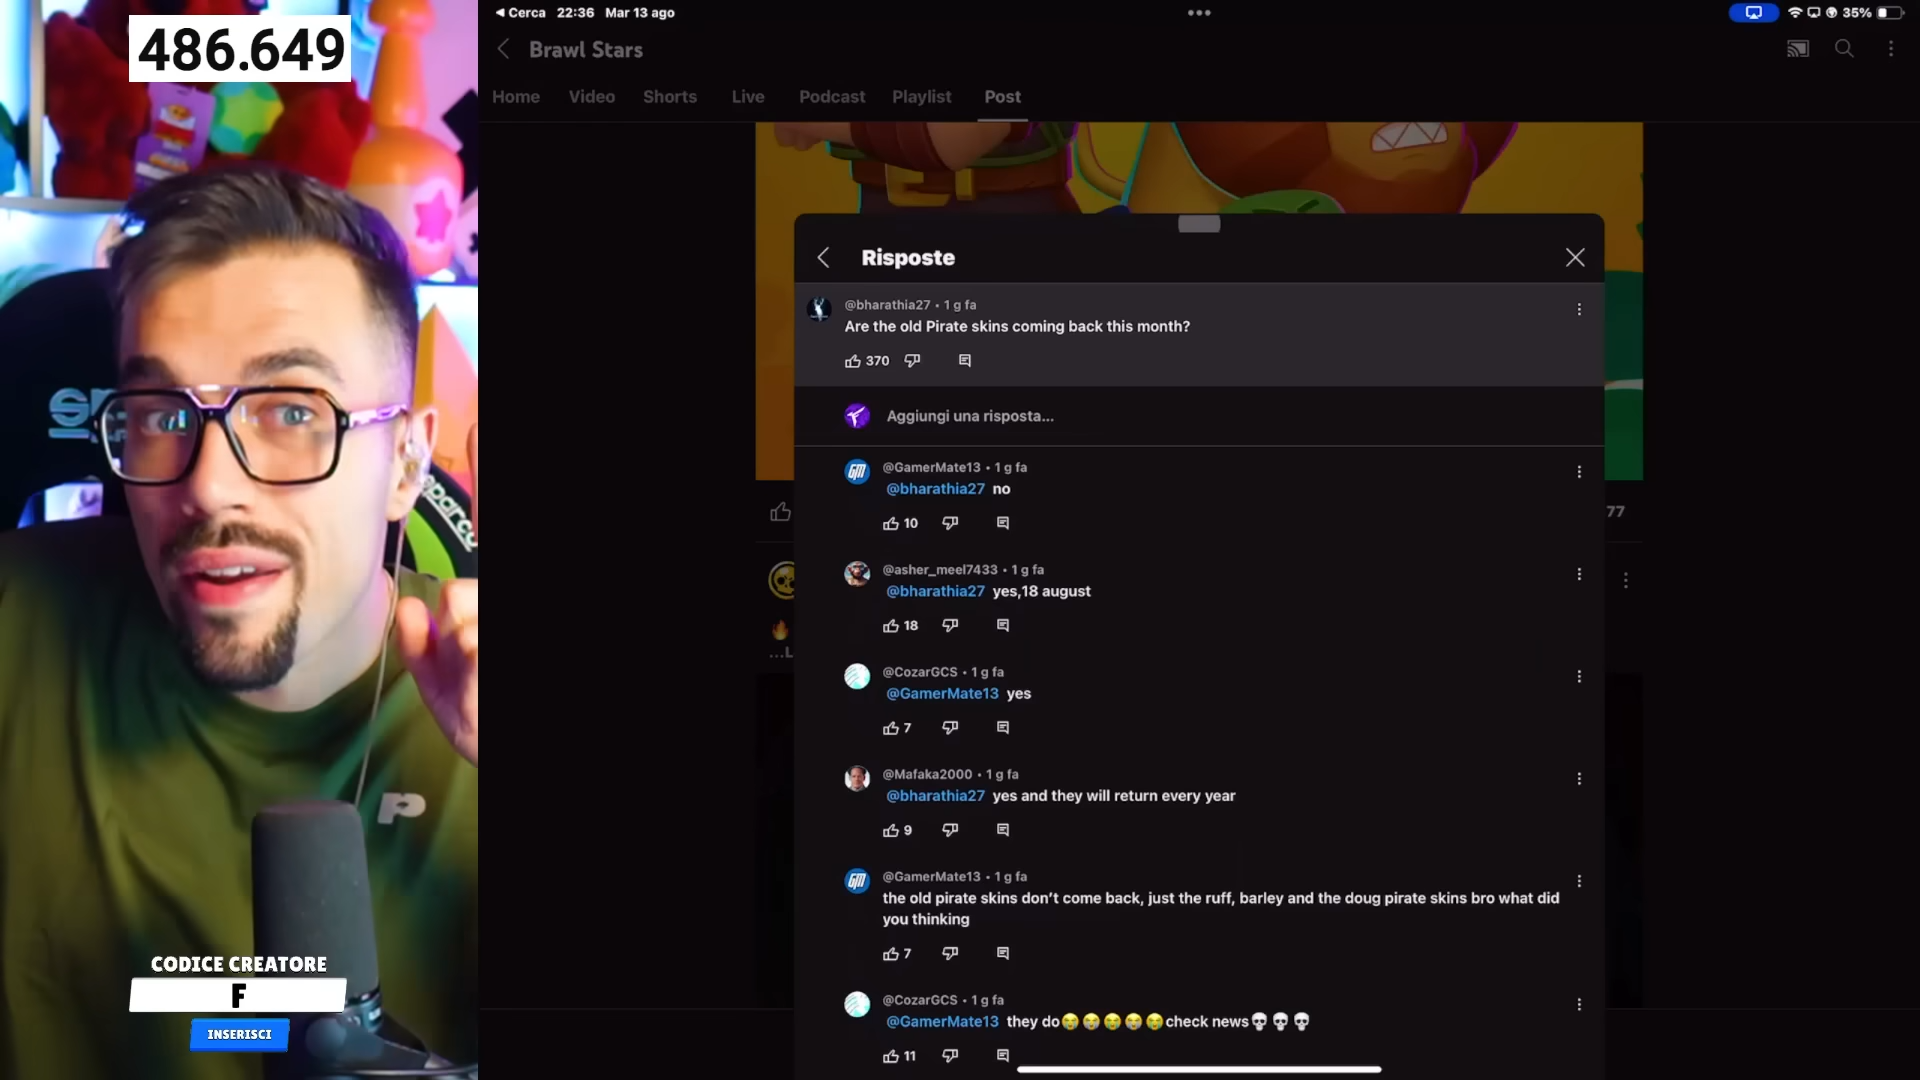 486.649
CODICE CREATORE
F
INSERISCI
sparco
P
Cerca 22:36 Mar 13 ago
35%
Brawl Stars
Home Video Shorts Live Podcast Playlist Post
Risposte
@bharathia27 • 1 g fa
Are the old Pirate skins coming back this month?
370
Aggiungi una risposta...
GM
@GamerMate13 • 1 g fa
@bharathia27 no
10
77
@asher_meel7433 • 1 g fa
@bharathia27 yes,18 august
18
...L
@CozarGCS • 1 g fa
@GamerMate13 yes
7
@Mafaka2000 • 1 g fa
@bharathia27 yes and they will return every year
9
GM
@GamerMate13 • 1 g fa
the old pirate skins don't come back, just the ruff, barley and the doug pirate skins bro what did
you thinking
7
@CozarGCS • 1 g fa
@GamerMate13 they do😭😭😭😭😭check news💀💀💀
11